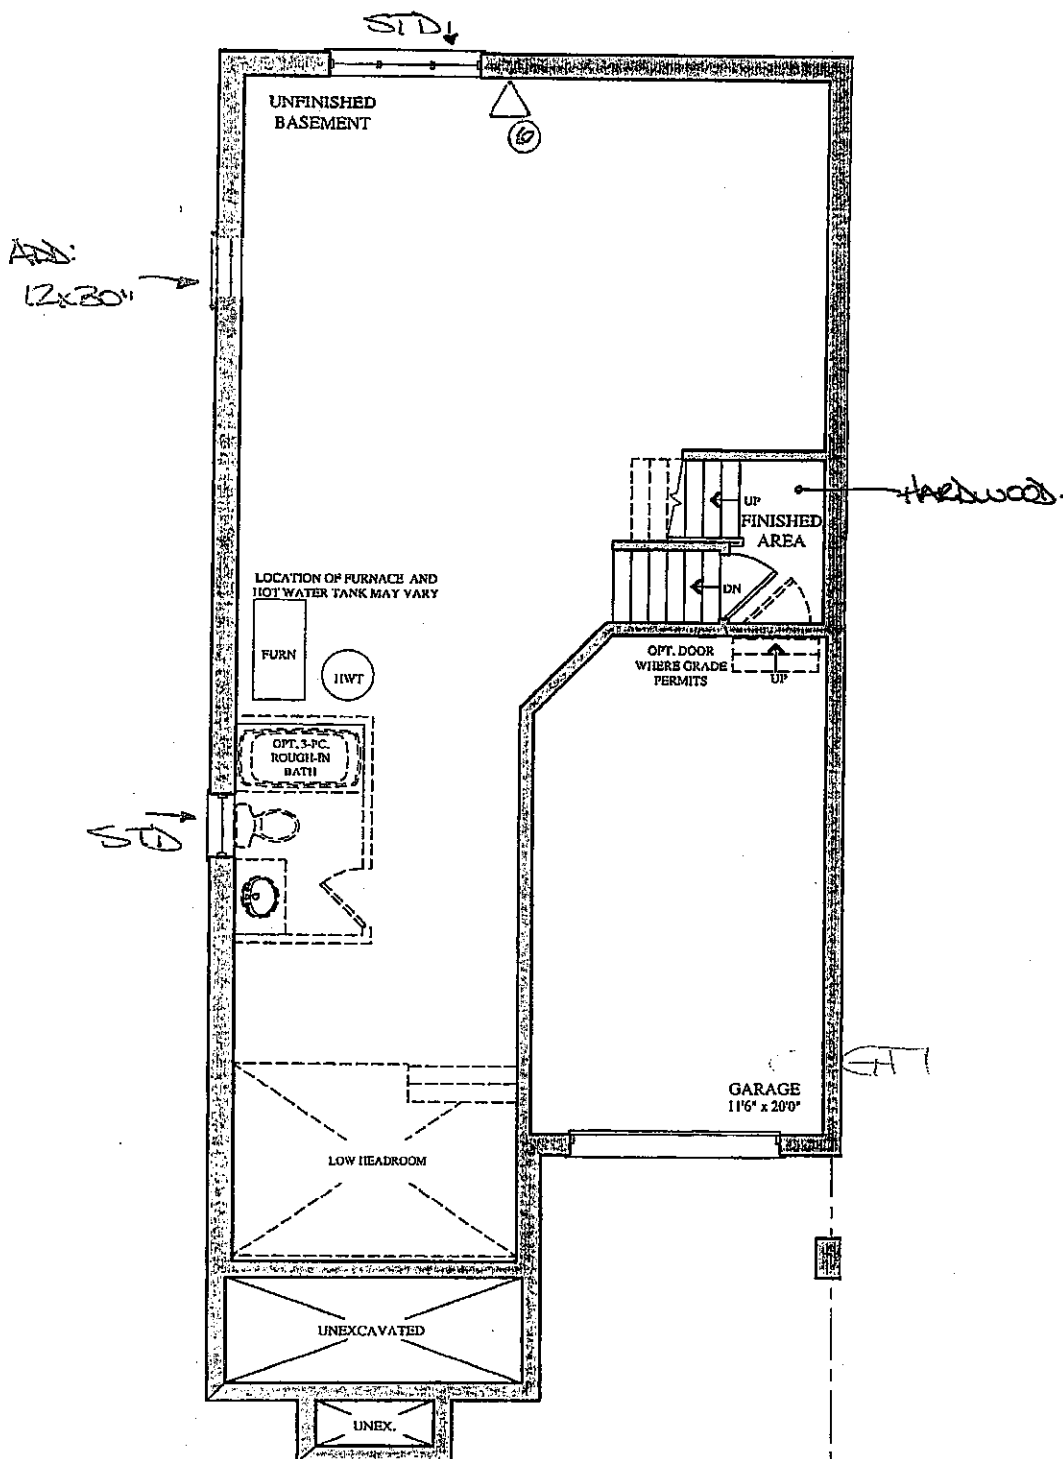 STD
UNFINISHED
BASEMENT
6
ADD:
12x30"
UP
HARDWOOD.
FINISHED
AREA
DN
LOCATION OF FURNACE AND
HOT WATER TANK MAY VARY
FURN
HWT
OPT. DOOR
WHERE GRADE
PERMITS
UP
OPT. 3-PC.
ROUGH-IN
BATH
STD
GARAGE
11'6" x 20'0"
LOW HEADROOM
UNEXCAVATED
UNEX.